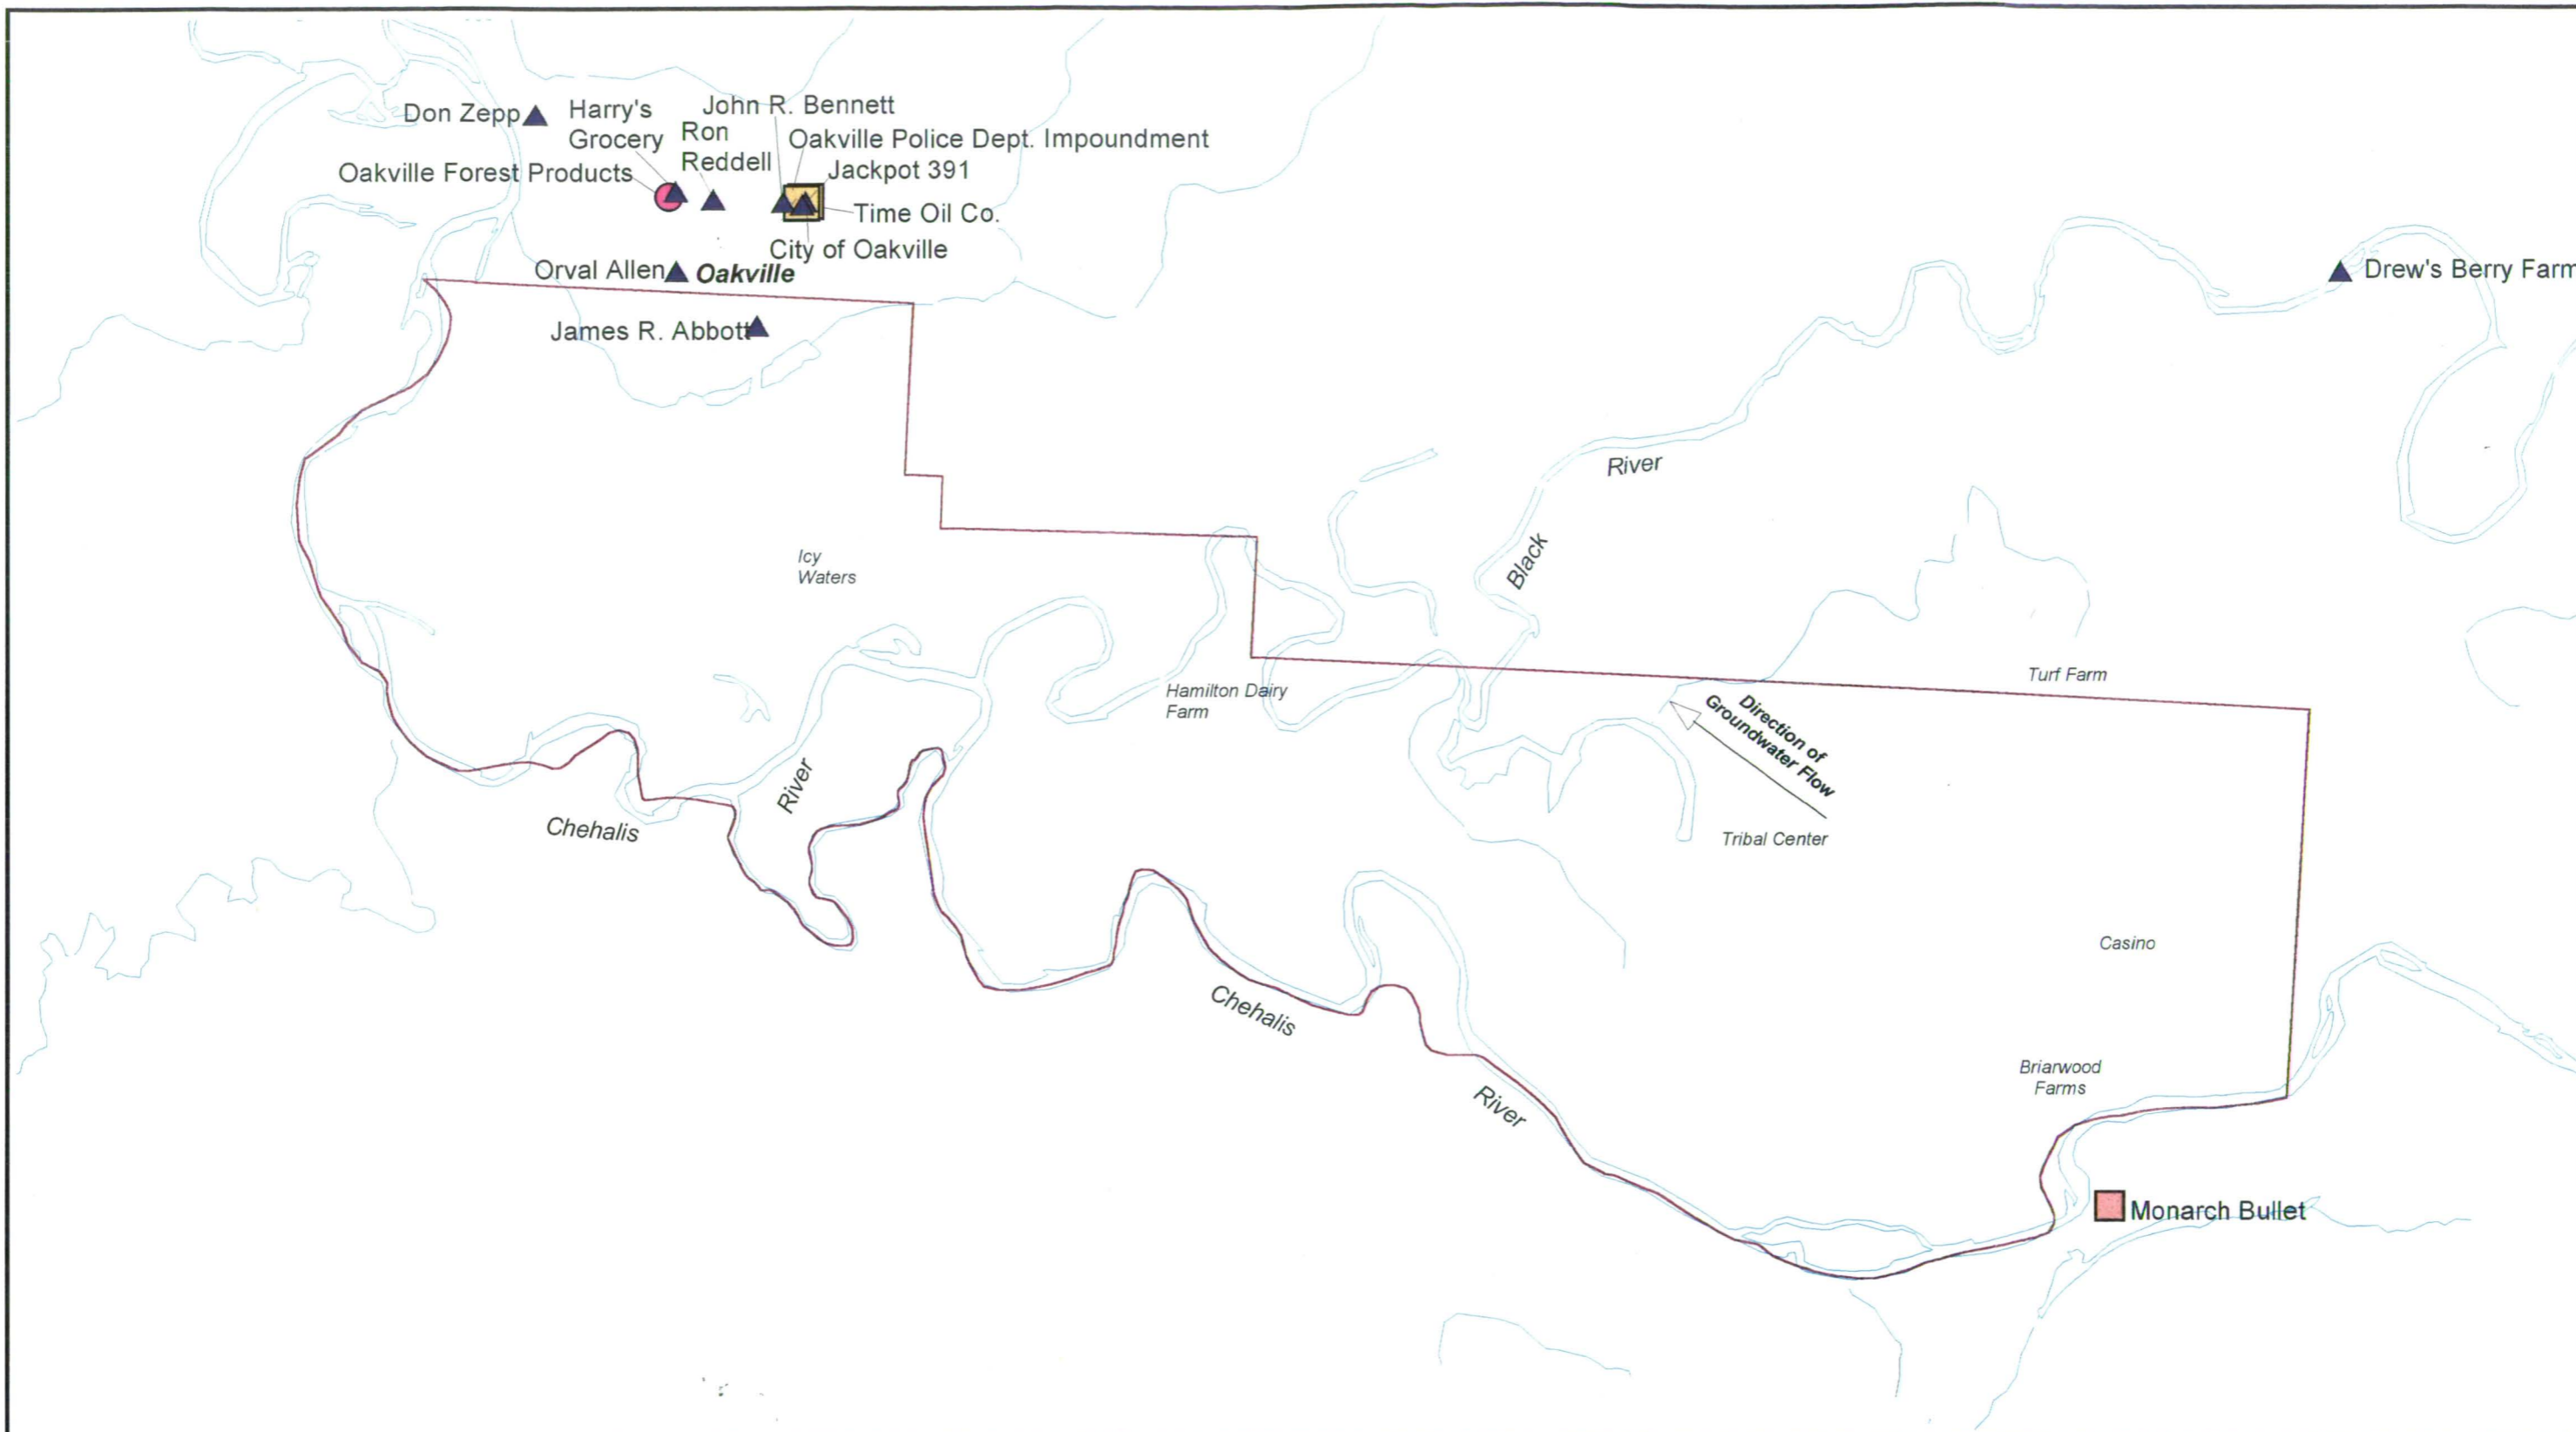 John R. Bennett
Don Zepp
Harry's
Grocery
Ron
Reddell
Oakville Police Dept. Impoundment
Oakville Forest Products
Jackpot 391
Time Oil Co.
City of Oakville
Orval Allen
Oakville
Drew's Berry Farm
James R. Abbott
River
Black
Icy
Waters
Hamilton Dairy
Farm
Turf Farm
Direction of
Groundwater Flow
River
Chehalis
Tribal Center
Casino
Chehalis
River
Briarwood
Farms
Monarch Bullet